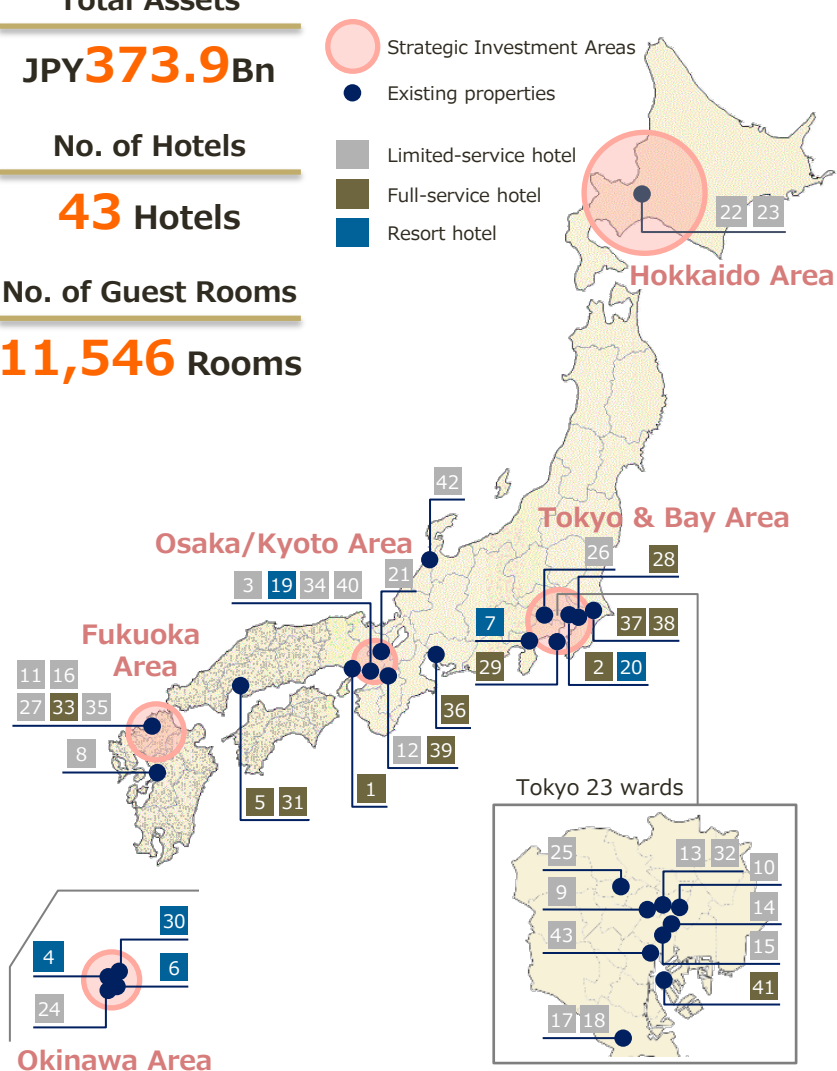 Total Assets
JPY373.9Bn
No. of Hotels
43 Hotels
No. of Guest Rooms
11,546 Rooms
Strategic Investment Areas
Existing properties
Limited-service hotel
Full-service hotel
Resort hotel
22 23
Hokkaido Area
42
Tokyo & Bay Area
Osaka/Kyoto Area
26
28
21
3 19 34 40
7
37 38
Fukuoka
Area
29
2 20
11 16
27 33 35
36
8
12 39
1
5 31
Tokyo 23 wards
25
13 32
10
9
14
43
15
41
17 18
30
4
6
24
Okinawa Area